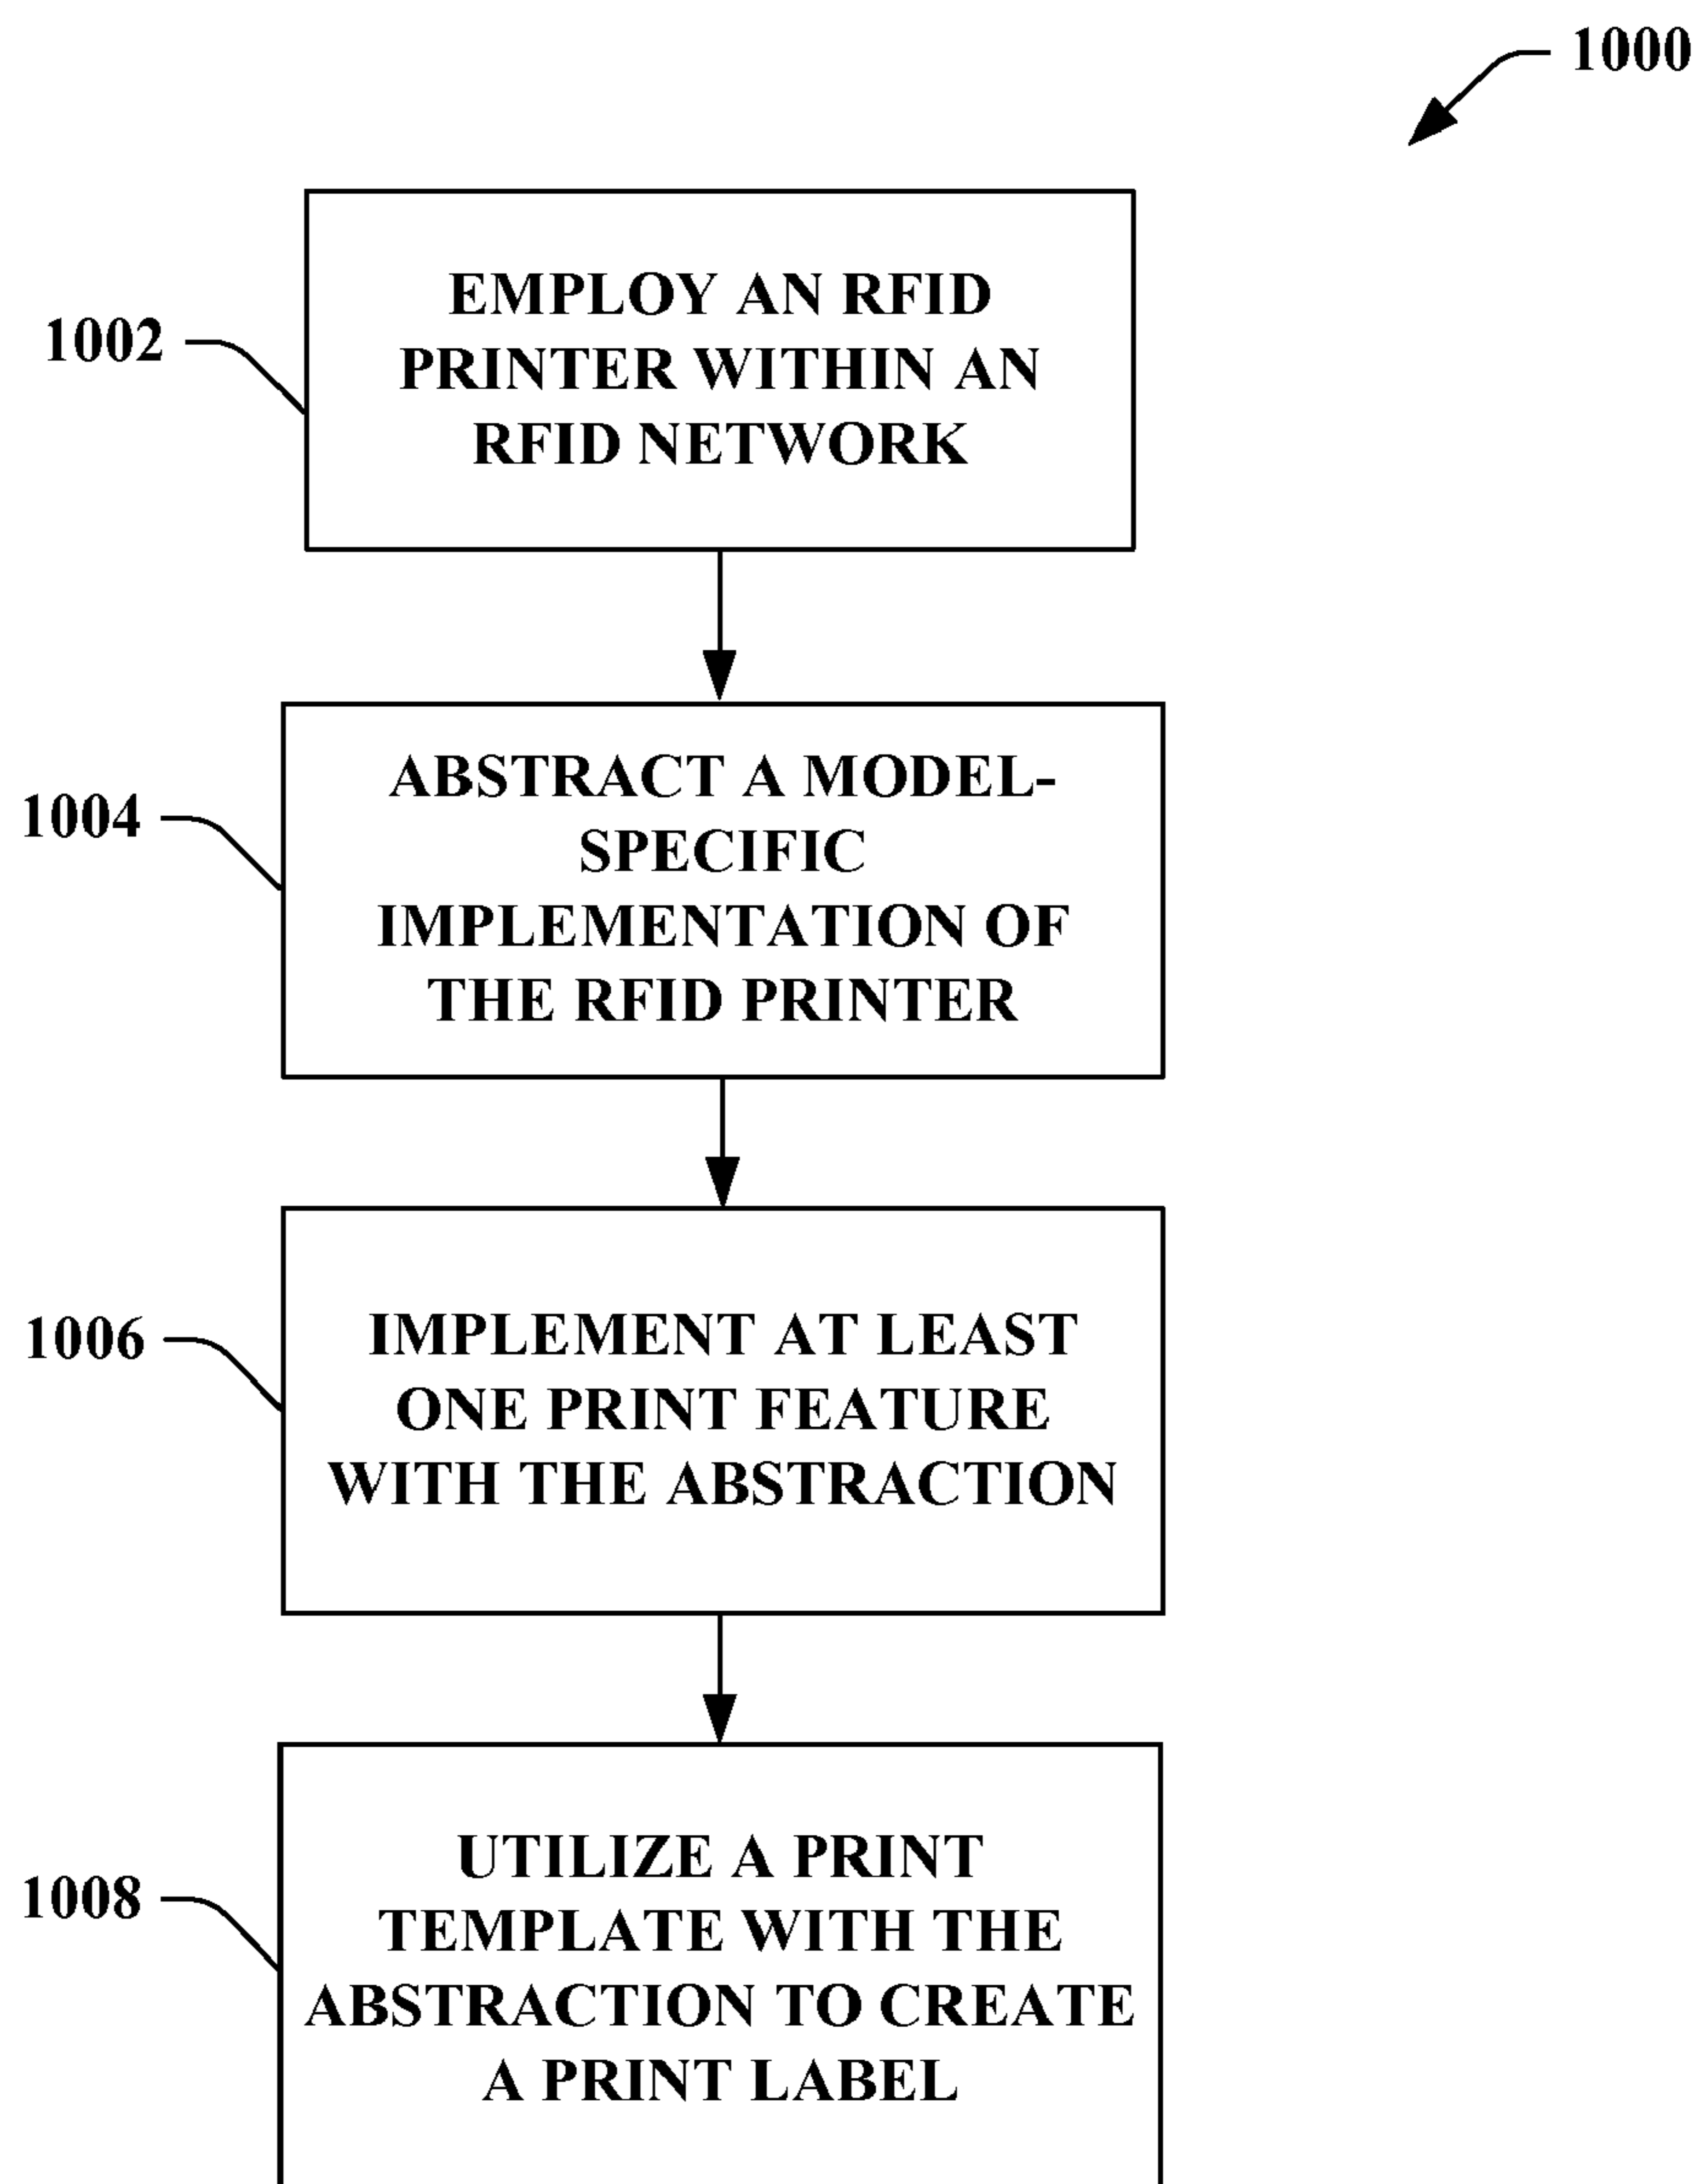 1000
EMPLOY AN RFID
PRINTER WITHIN AN
RFID NETWORK
1002
ABSTRACT A MODEL-
SPECIFIC
IMPLEMENTATION OF
THE RFID PRINTER
1004
IMPLEMENT AT LEAST
ONE PRINT FEATURE
WITH THE ABSTRACTION
1006
UTILIZE A PRINT
TEMPLATE WITH THE
ABSTRACTION TO CREATE
A PRINT LABEL
1008